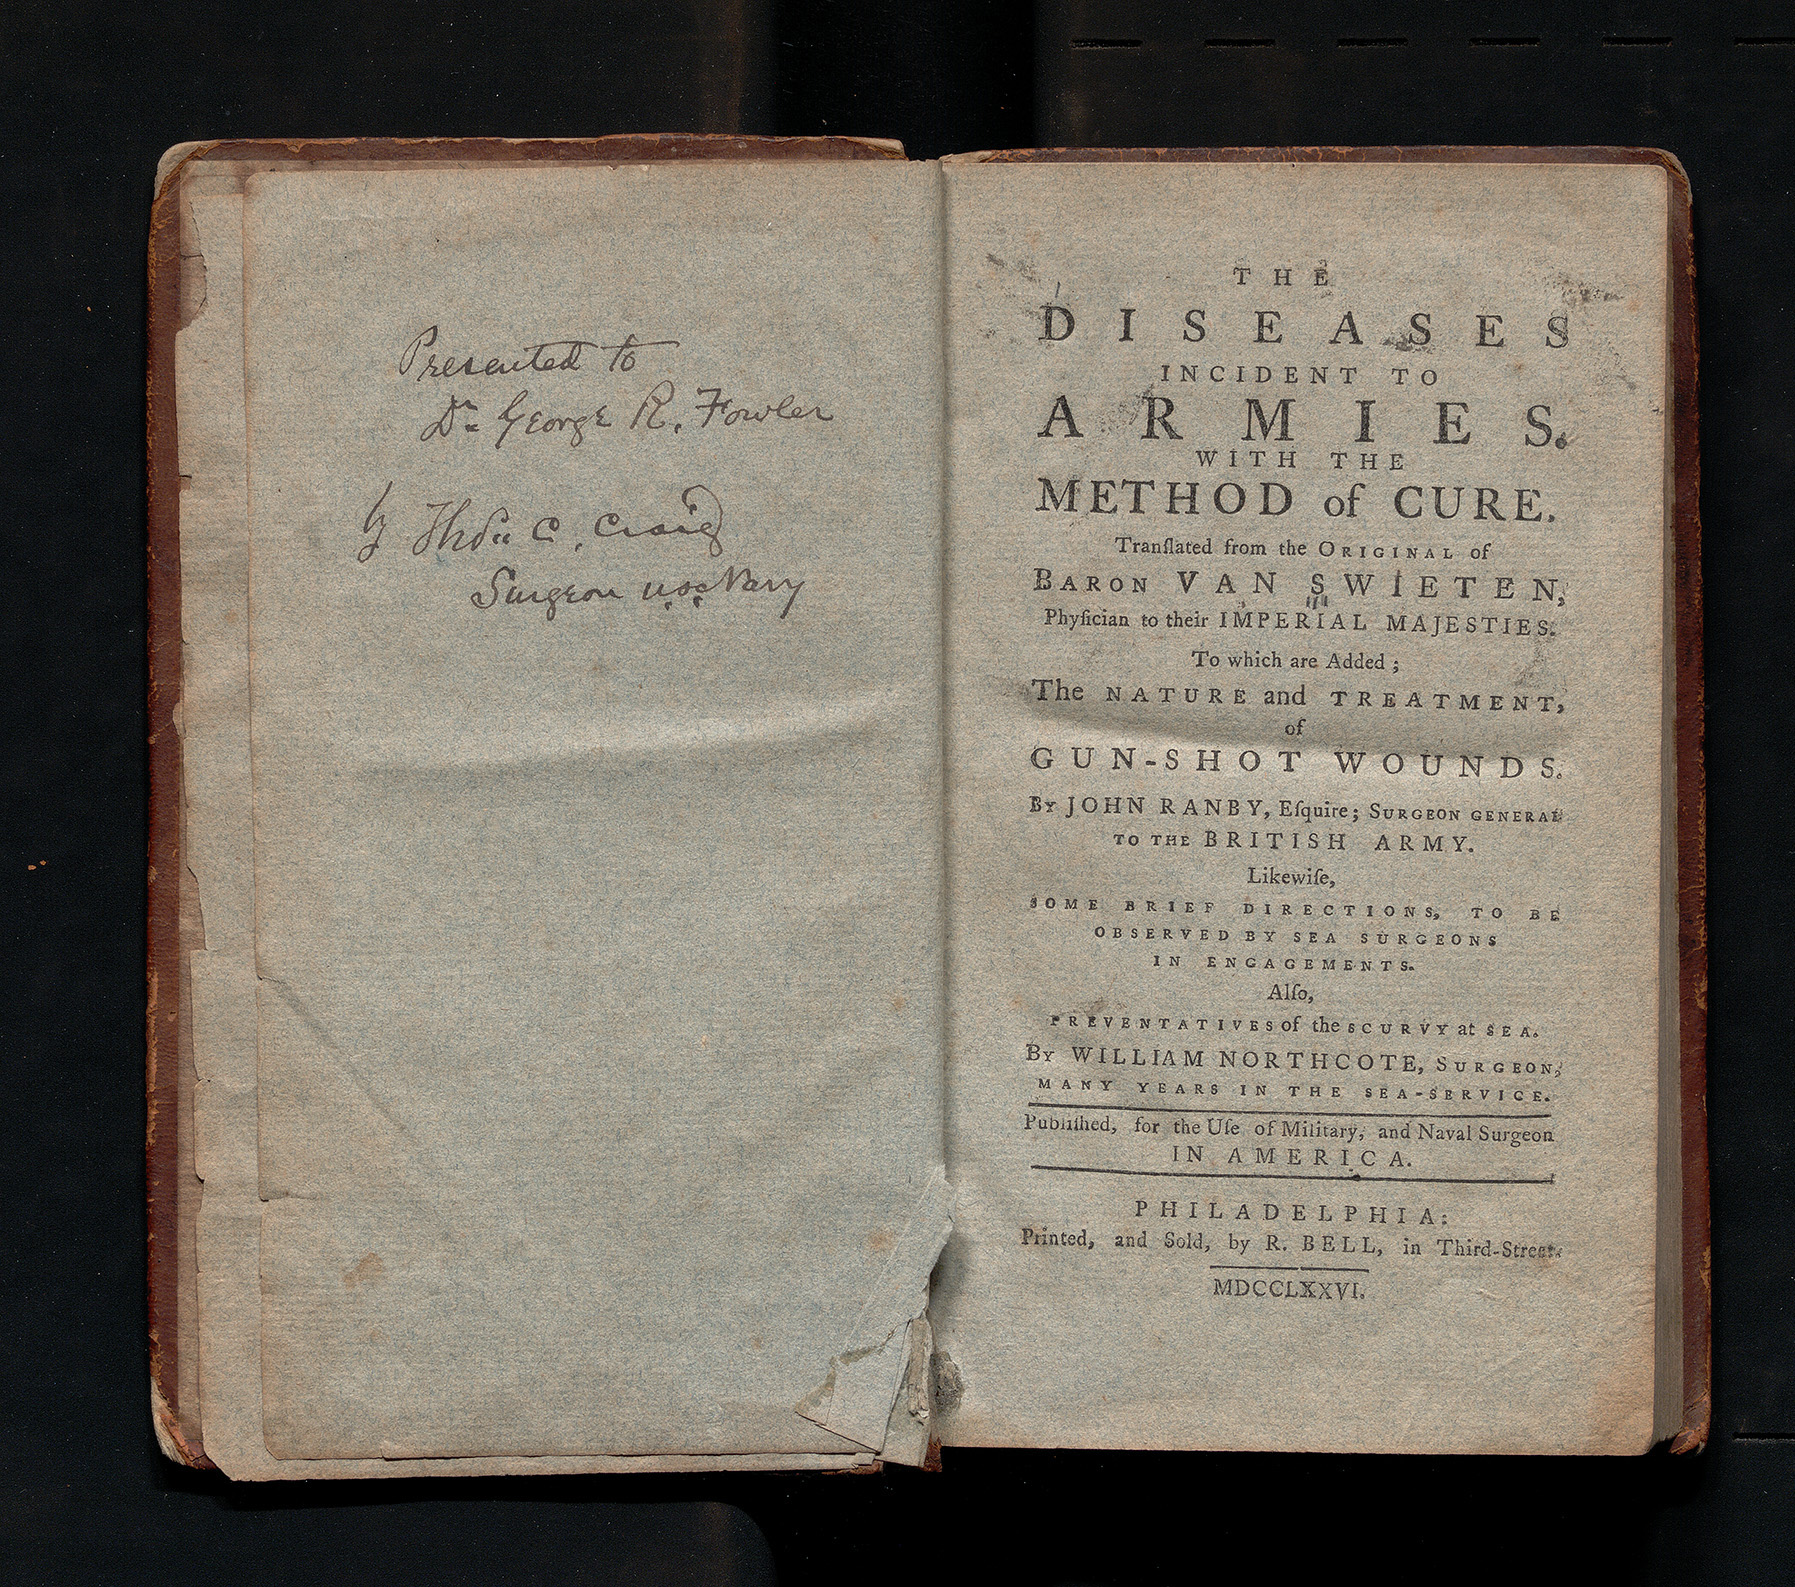 Presented to
Dr George R. Fowler
by Theo. C. Craig
Surgeon U.S. Navy
THE
DISEASES
INCIDENT TO
ARMIES.
WITH THE
METHOD of CURE.
Tranſlated from the ORIGINAL of
BARON VAN SWIETEN,
Phyſician to their IMPERIAL MAJESTIES.
To which are Added;
The NATURE and TREATMENT,
of
GUN-SHOT WOUNDS.
By JOHN RANBY, Eſquire; SURGEON GENERAL
TO THE BRITISH ARMY.
Likewiſe,
SOME BRIEF DIRECTIONS, TO BE
OBSERVED BY SEA SURGEONS
IN ENGAGEMENTS.
Alſo,
PREVENTATIVES of the SCURVY at SEA.
By WILLIAM NORTHCOTE, SURGEON,
MANY YEARS IN THE SEA-SERVICE.
Publiſhed, for the Uſe of Military, and Naval Surgeon
IN AMERICA.
PHILADELPHIA:
Printed, and Sold, by R. BELL, in Third-Street.
MDCCLXXVI.